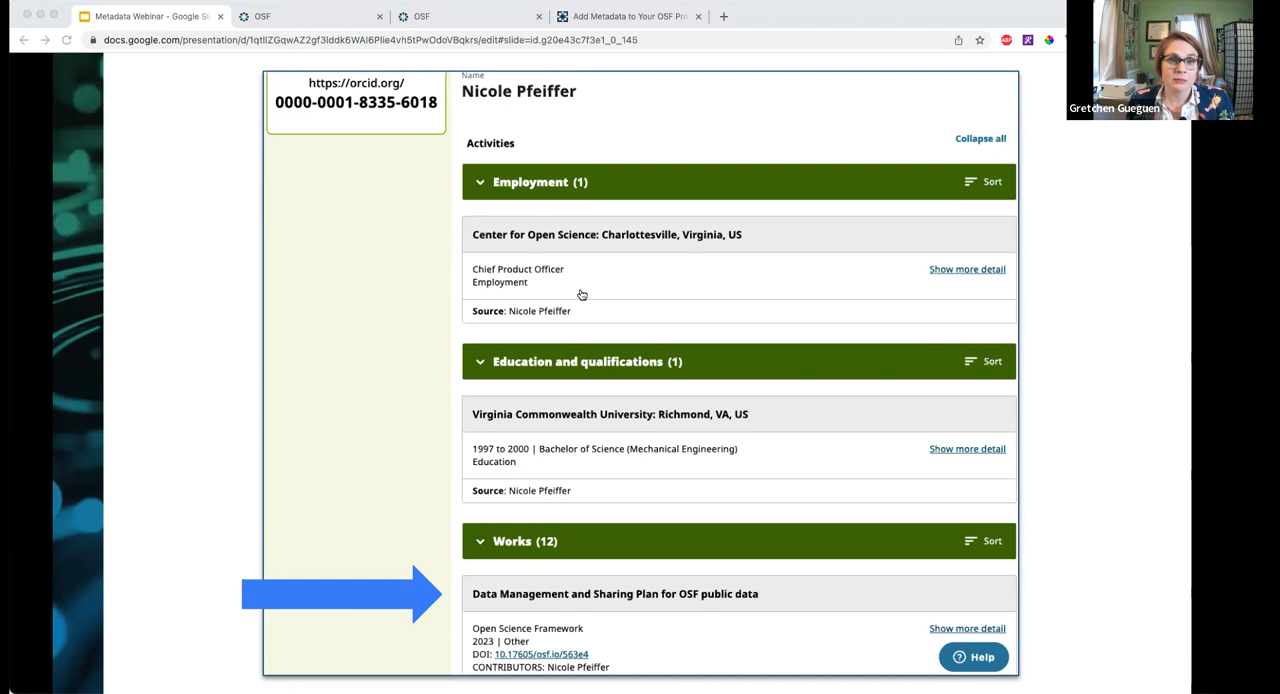 Metadata Webinar - Google Sli
OSF
OSF
Add Metadata to Your OSF Pro
docs.google.com/presentation/d/1qtllZGqwAZ2gf3lddk6WAl6Plie4vh5tPwOdoVBqkrs/edit#slide=id.g20e43c7f3e1_0_145
ABP
Gretchen Gueguen
https://orcid.org/
0000-0001-8335-6018
Name
Nicole Pfeiffer
Activities
Collapse all
Employment (1)
Sort
Center for Open Science: Charlottesville, Virginia, US
Chief Product Officer
Show more detail
Employment
Source: Nicole Pfeiffer
Education and qualifications (1)
Sort
Virginia Commonwealth University: Richmond, VA, US
1997 to 2000 | Bachelor of Science (Mechanical Engineering)
Show more detail
Education
Source: Nicole Pfeiffer
Works (12)
Sort
Data Management and Sharing Plan for OSF public data
Open Science Framework
Show more detail
2023 | Other
DOI: 10.17605/osf.io/563e4
CONTRIBUTORS: Nicole Pfeiffer
Help